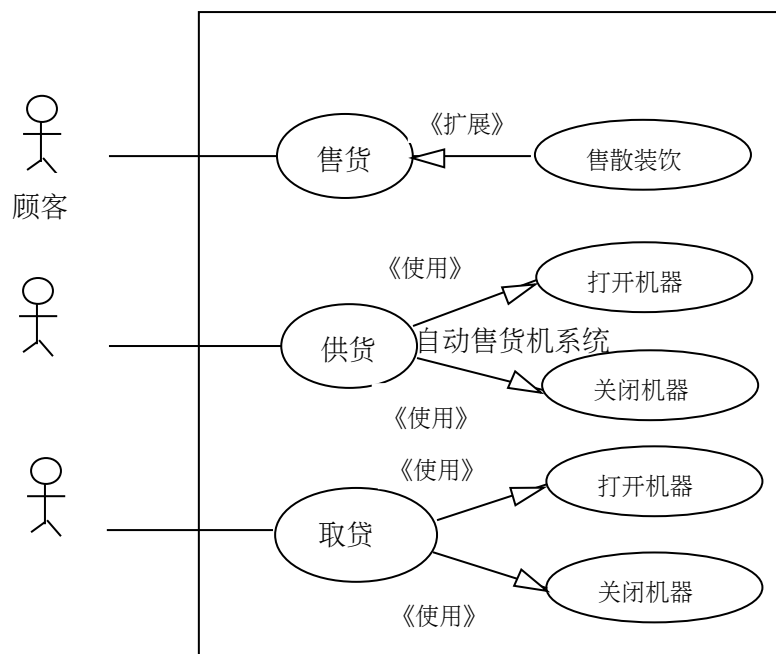 《扩展》
售货
售散装饮
顾客
《使用》
打开机器
供货
自动售货机系统
关闭机器
《使用》
《使用》
打开机器
取贷
关闭机器
《使用》